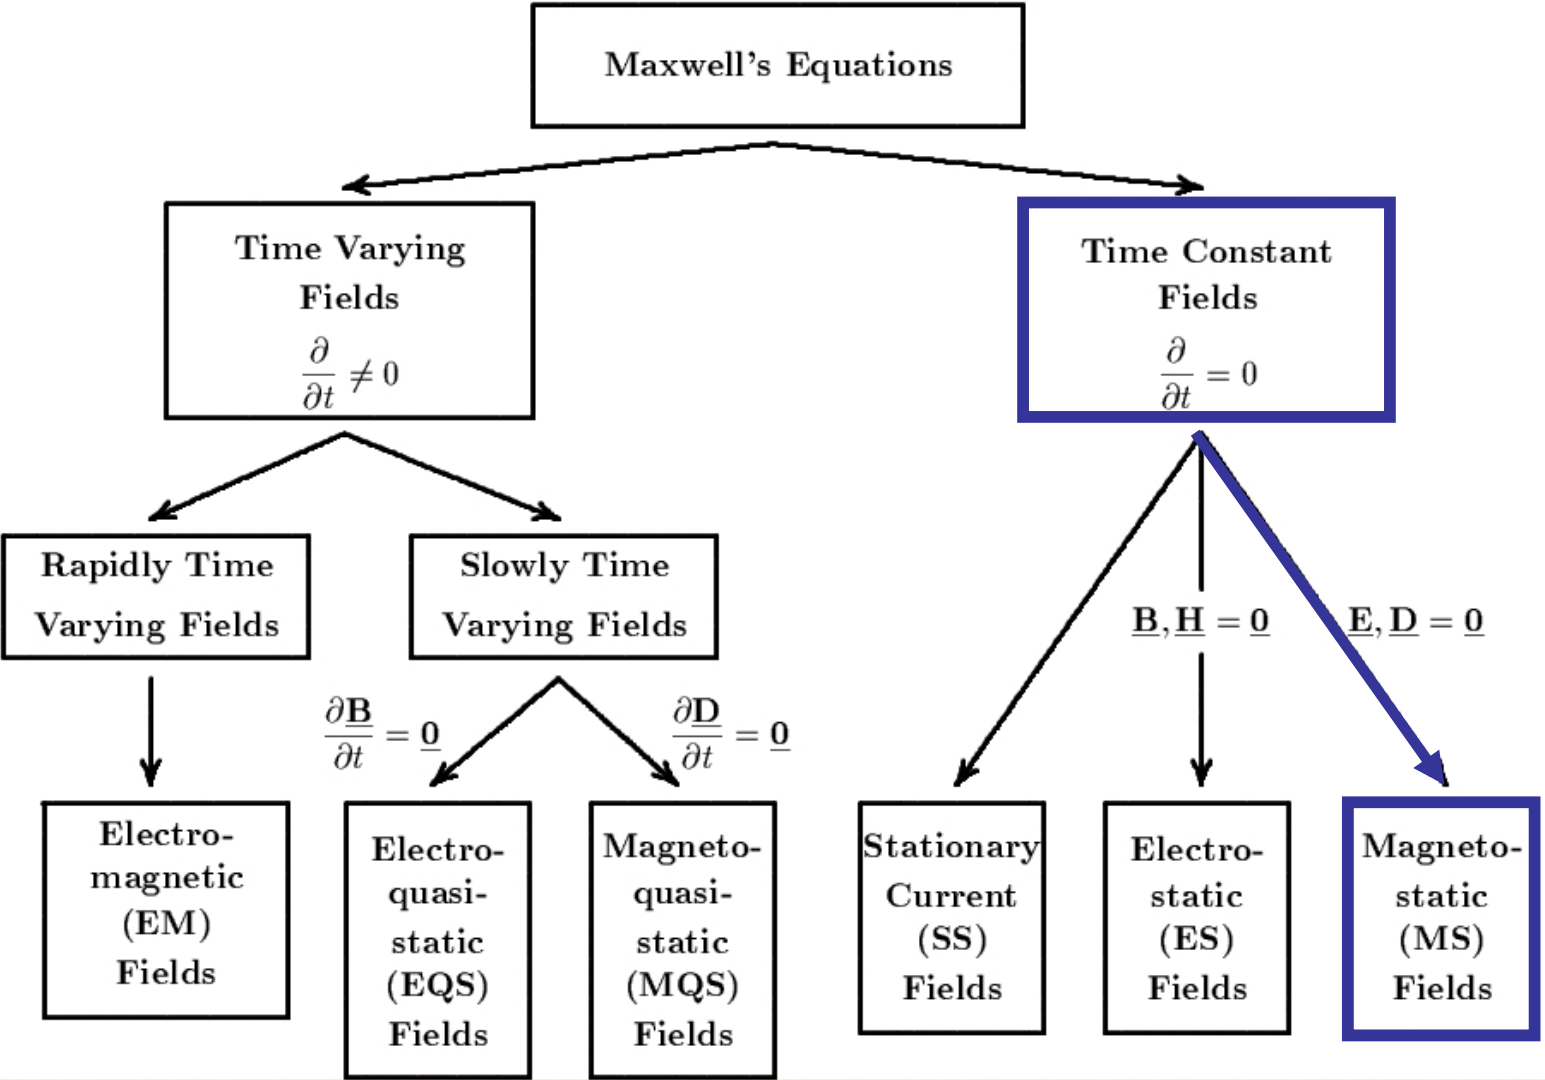 Maxwell's Equations
Time Varying
Fields
∂/∂t ≠ 0
Time Constant
Fields
∂/∂t = 0
Rapidly Time
Varying Fields
Slowly Time
Varying Fields
B, H = 0
E, D = 0
∂B/∂t = 0
∂D/∂t = 0
Electro-
magnetic
(EM)
Fields
Electro-
quasi-
static
(EQS)
Fields
Magneto-
quasi-
static
(MQS)
Fields
Stationary
Current
(SS)
Fields
Electro-
static
(ES)
Fields
Magneto-
static
(MS)
Fields